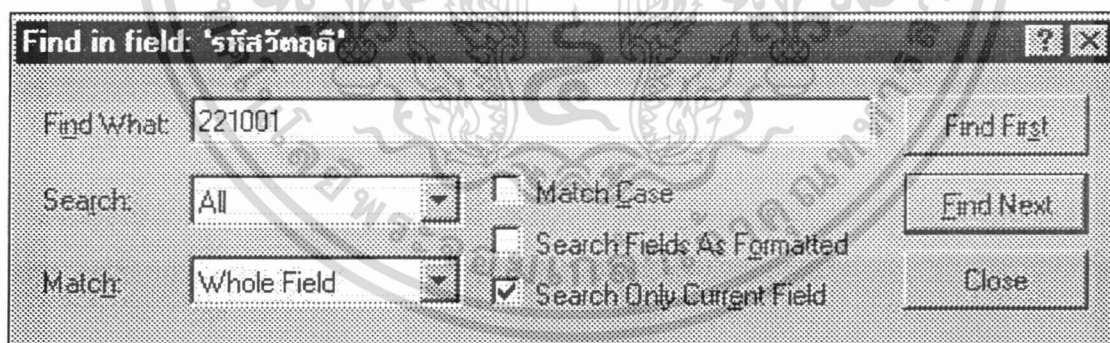 Find in field: 'รหัสวัตถุดิ'
Find What: 221001
Find First
Search: All
Match Case
Find Next
Search Fields As Formatted
Match: Whole Field
Search Only Current Field
Close